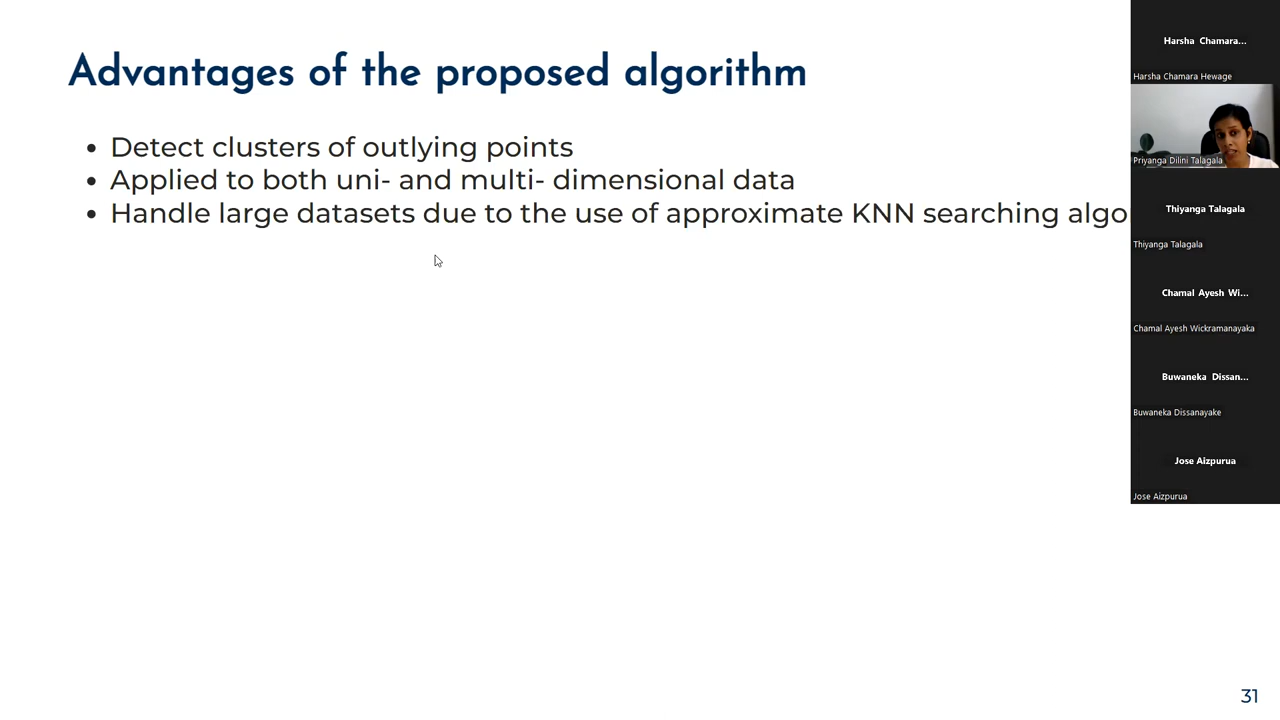 Advantages of the proposed algorithm
• Detect clusters of outlying points
• Applied to both uni- and multi- dimensional data
• Handle large datasets due to the use of approximate KNN searching algo
Harsha Chamara...
Harsha Chamara Hewage
Priyanga Dilini Talagala
Thiyanga Talagala
Thiyanga Talagala
Chamal Ayesh Wi...
Chamal Ayesh Wickramanayaka
Buwaneka Dissan...
Buwaneka Dissanayake
Jose Aizpurua
Jose Aizpurua
31